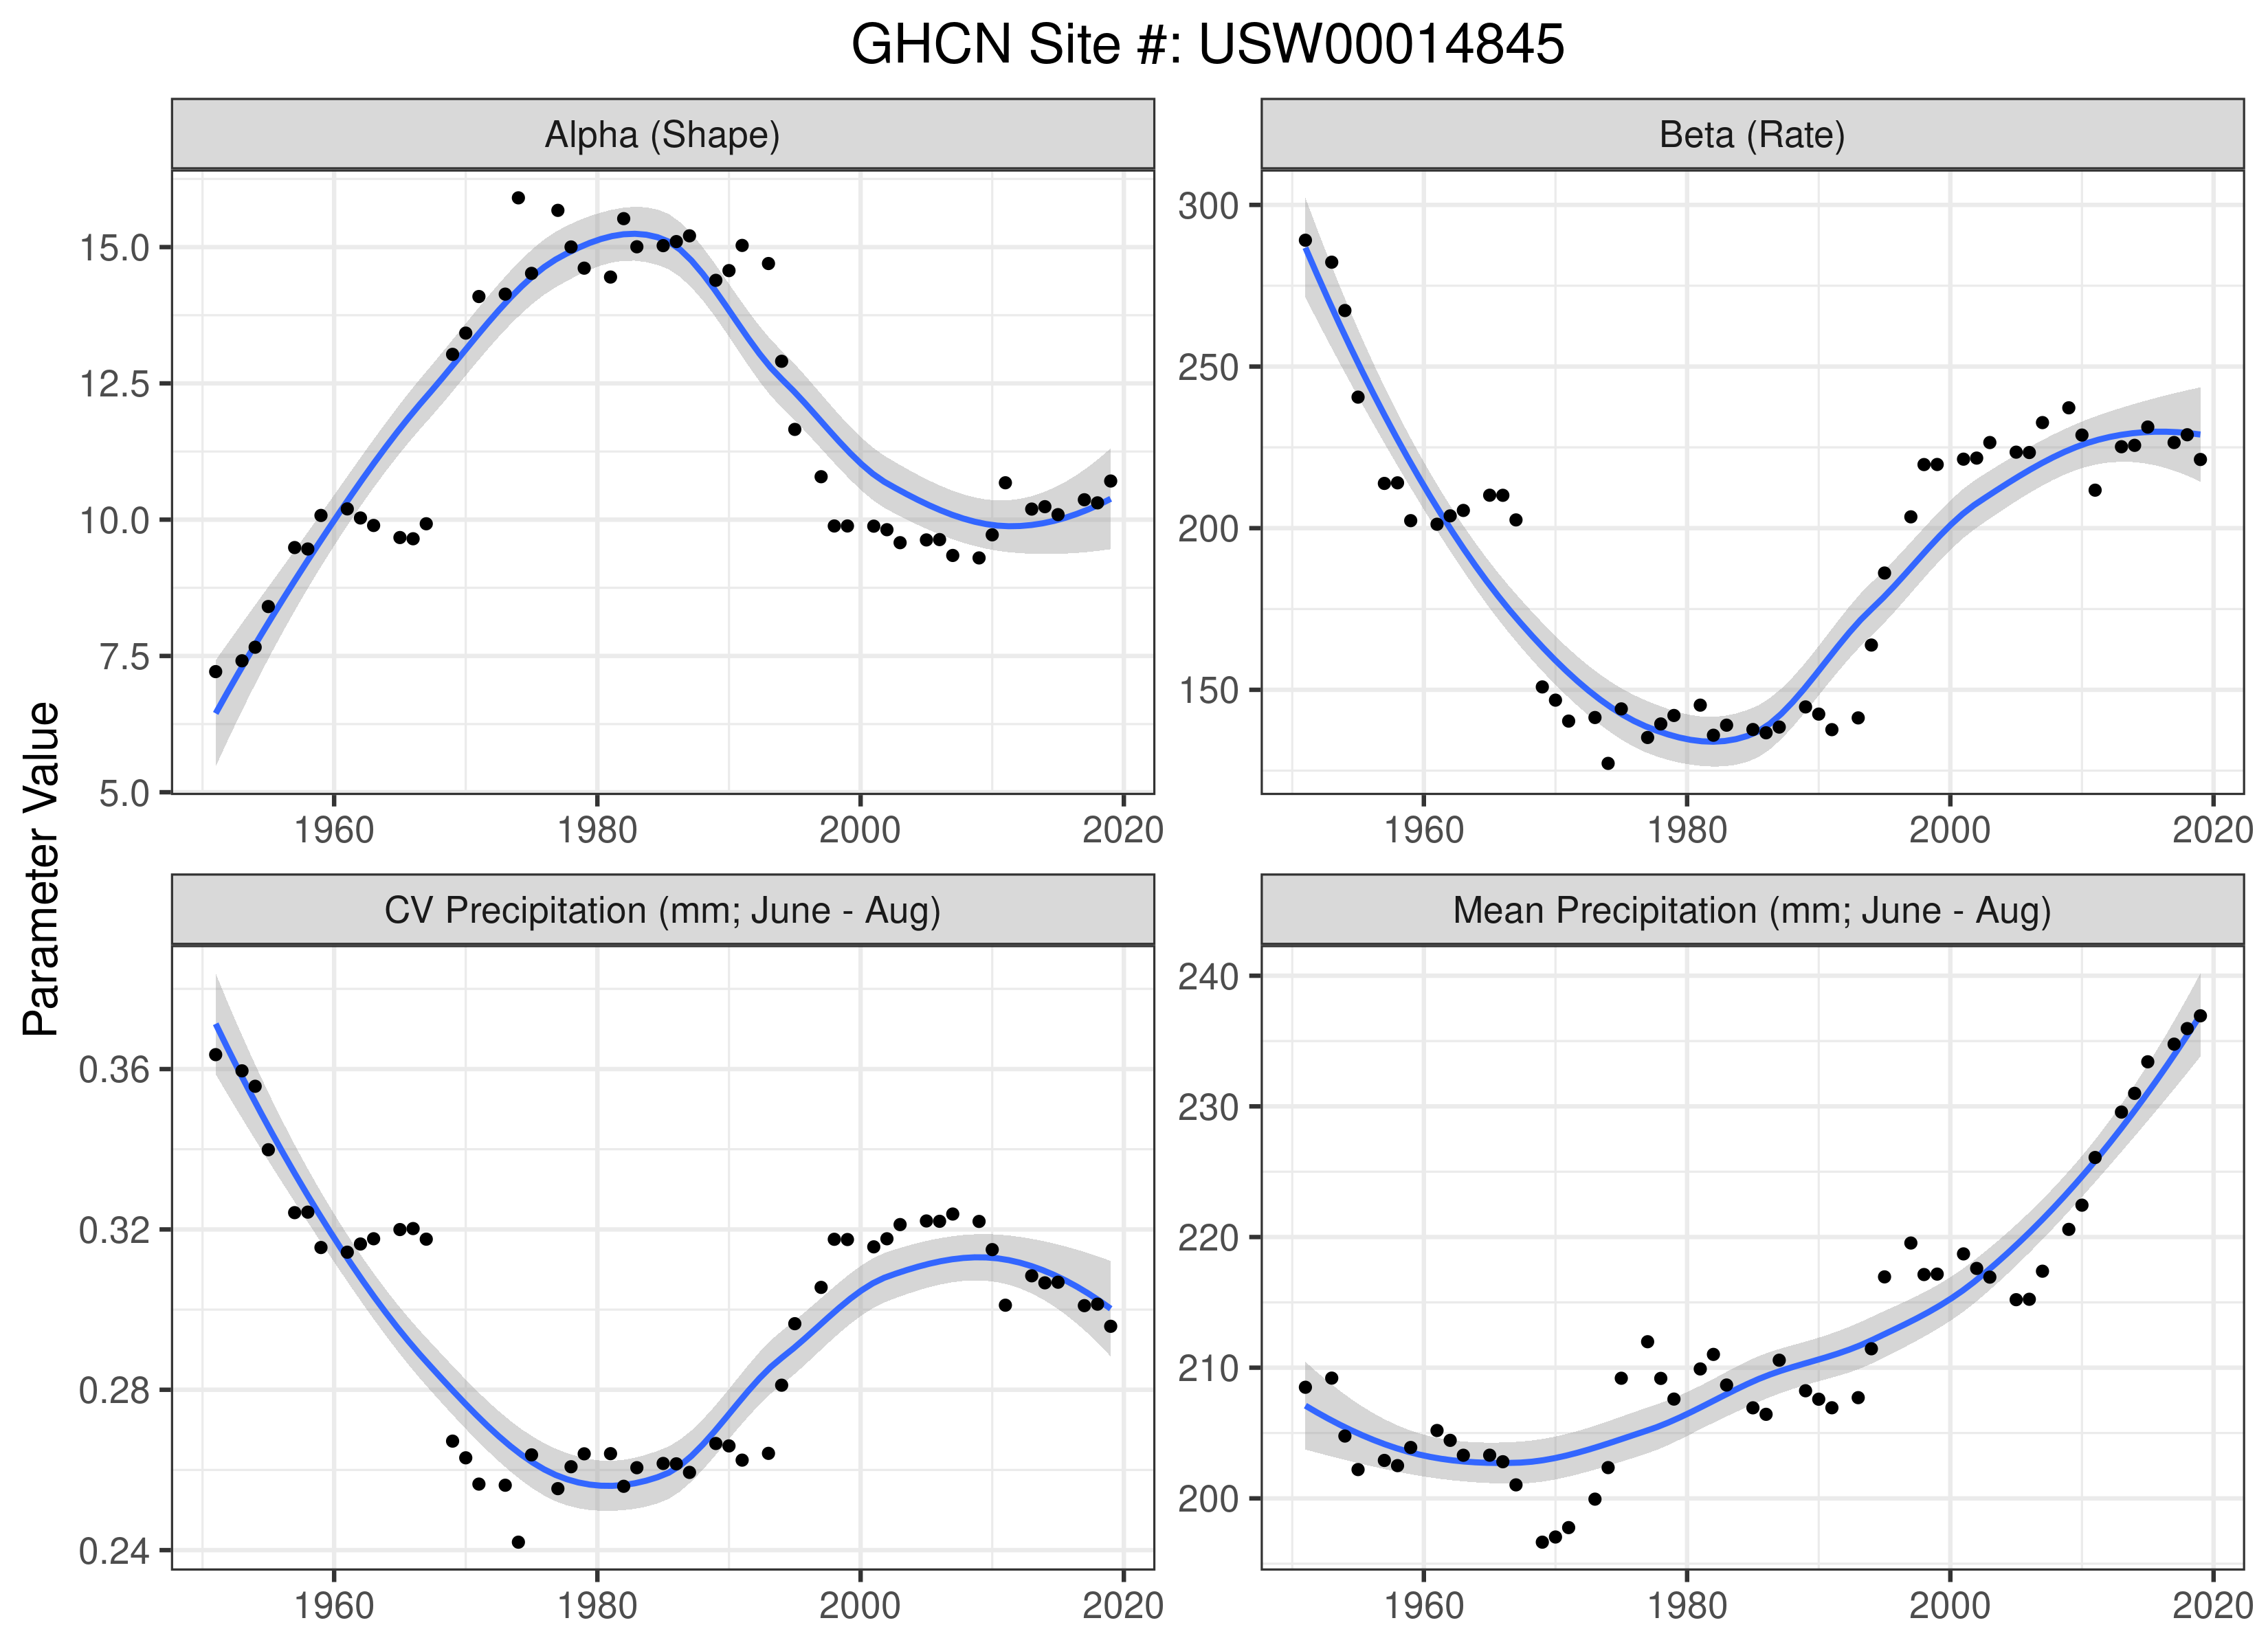 GHCN Site #: USW00014845
Alpha (Shape)
Beta (Rate)
15.0
12.5
10.0
7.5
5.0
1960 1980 2000 2020
300
250
200
150
1960 1980 2000 2020
Parameter Value
CV Precipitation (mm; June - Aug)
Mean Precipitation (mm; June - Aug)
0.36
0.32
0.28
0.24
1960 1980 2000 2020
240
230
220
210
200
1960 1980 2000 2020